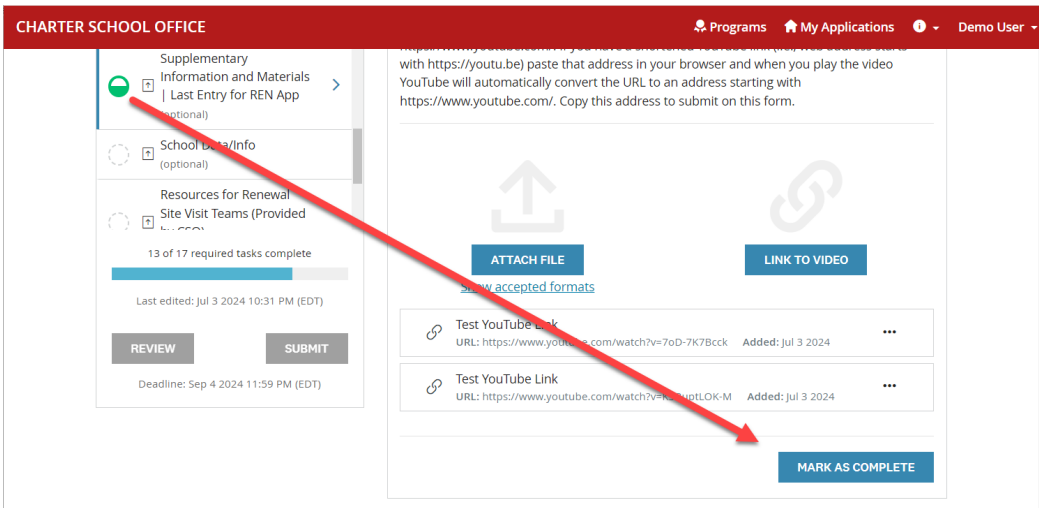 CHARTER SCHOOL OFFICE
Programs
My Applications
Demo User
Supplementary
Information and Materials
| Last Entry for REN App
(optional)
School Data/Info
(optional)
Resources for Renewal
Site Visit Teams (Provided
13 of 17 required tasks complete
Last edited: Jul 3 2024 10:31 PM (EDT)
REVIEW
SUBMIT
Deadline: Sep 4 2024 11:59 PM (EDT)
with https://youtu.be) paste that address in your browser and when you play the video
YouTube will automatically convert the URL to an address starting with
https://www.youtube.com/. Copy this address to submit on this form.
ATTACH FILE
Show accepted formats
LINK TO VIDEO
Test YouTube Link
URL: https://www.youtube.com/watch?v=7oD-7K7Bcck Added: Jul 3 2024
Test YouTube Link
URL: Added: Jul 3 2024
MARK AS COMPLETE